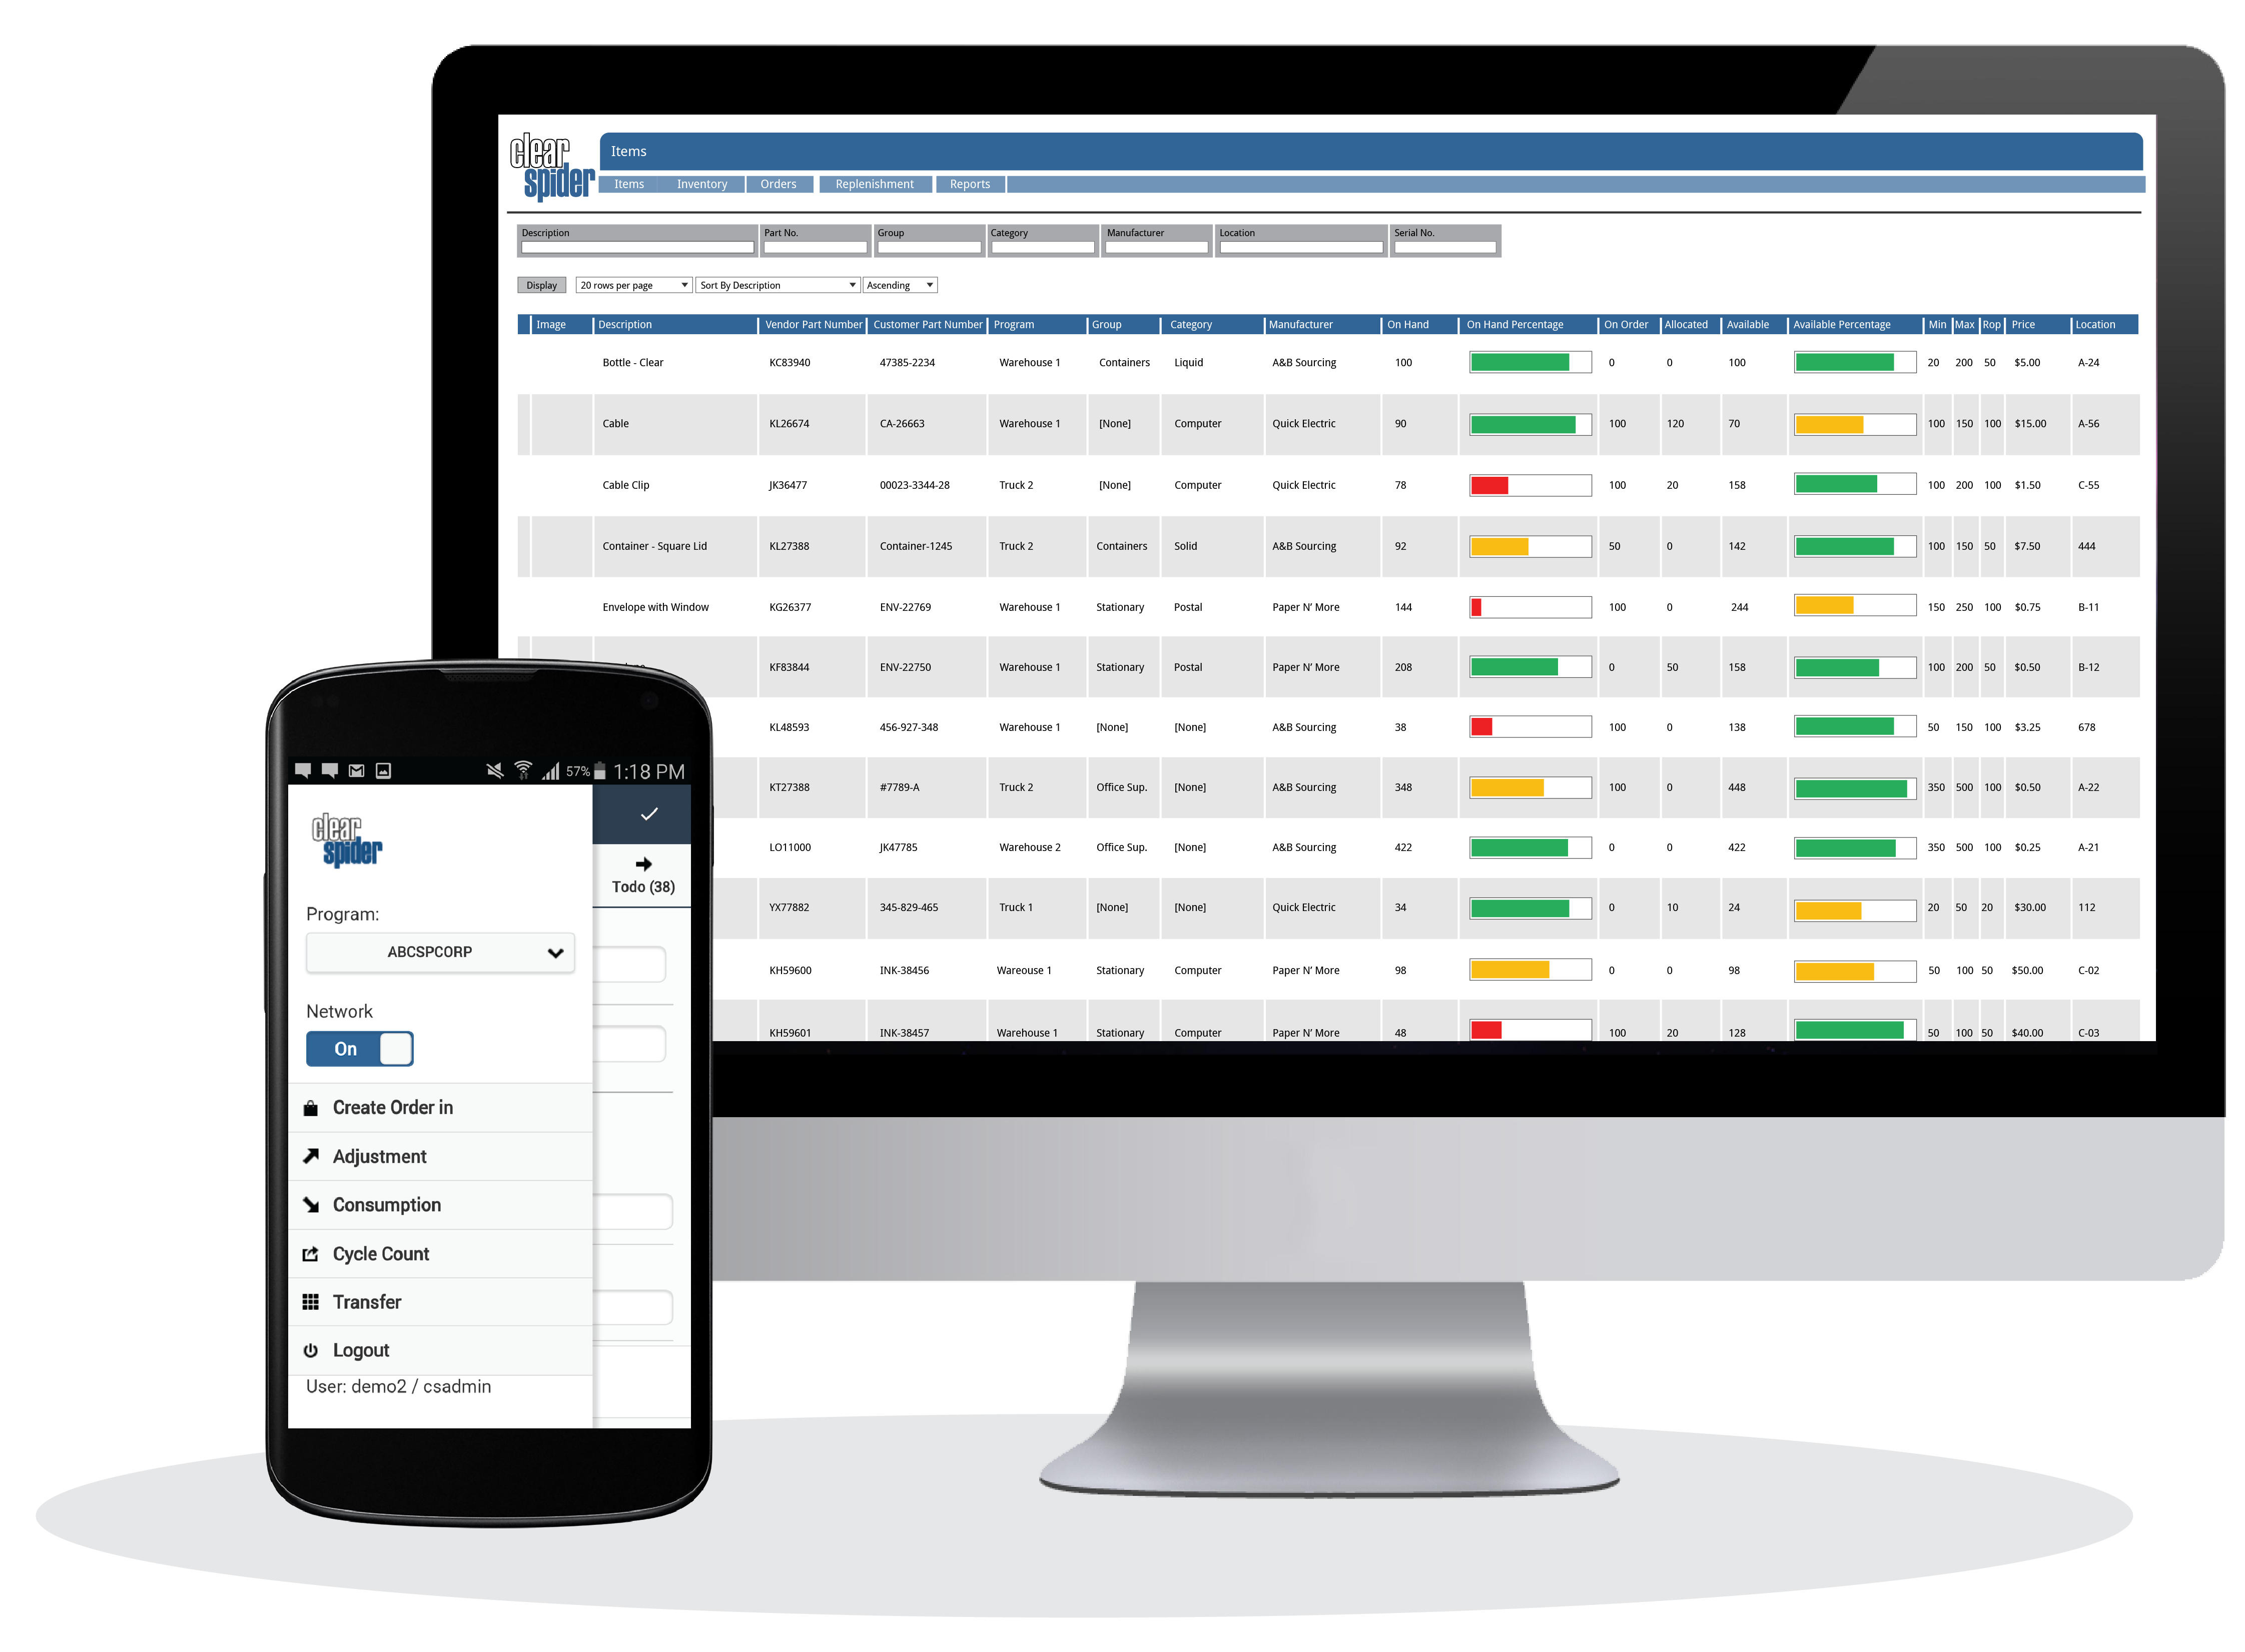 clear
spider
Items
Items Inventory Orders Replenishment Reports
Description Part No. Group Category Manufacturer Location Serial No.
Display 20 rows per page Sort By Description Ascending
Image Description Vendor Part Number Customer Part Number Program Group Category Manufacturer On Hand On Hand Percentage On Order Allocated Available Available Percentage Min Max Rop Price Location
Bottle - Clear KC83940 47385-2234 Warehouse 1 Containers Liquid A&B Sourcing 100 0 0 100 20 200 50 $5.00 A-24
Cable KL26674 CA-26663 Warehouse 1 [None] Computer Quick Electric 90 100 120 70 100 150 100 $15.00 A-56
Cable Clip JK36477 00023-3344-28 Truck 2 [None] Computer Quick Electric 78 100 20 158 100 200 100 $1.50 C-55
Container - Square Lid KL27388 Container-1245 Truck 2 Containers Solid A&B Sourcing 92 50 0 142 100 150 50 $7.50 444
Envelope with Window KG26377 ENV-22769 Warehouse 1 Stationary Postal Paper N' More 144 100 0 244 150 250 100 $0.75 B-11
KF83844 ENV-22750 Warehouse 1 Stationary Postal Paper N' More 208 0 50 158 100 200 50 $0.50 B-12
KL48593 456-927-348 Warehouse 1 [None] [None] A&B Sourcing 38 100 0 138 50 150 100 $3.25 678
KT27388 #7789-A Truck 2 Office Sup. [None] A&B Sourcing 348 100 0 448 350 500 100 $0.50 A-22
LO11000 JK47785 Warehouse 2 Office Sup. [None] A&B Sourcing 422 0 0 422 350 500 100 $0.25 A-21
YX77882 345-829-465 Truck 1 [None] [None] Quick Electric 34 0 10 24 20 50 20 $30.00 112
KH59600 INK-38456 Wareouse 1 Stationary Computer Paper N' More 98 0 0 98 50 100 50 $50.00 C-02
KH59601 INK-38457 Warehouse 1 Stationary Computer Paper N' More 48 100 20 128 50 100 50 $40.00 C-03
57% 1:18 PM
clear
spider
Todo (38)
Program:
ABCSPCORP
Network
On
Create Order in
Adjustment
Consumption
Cycle Count
Transfer
Logout
User: demo2 / csadmin